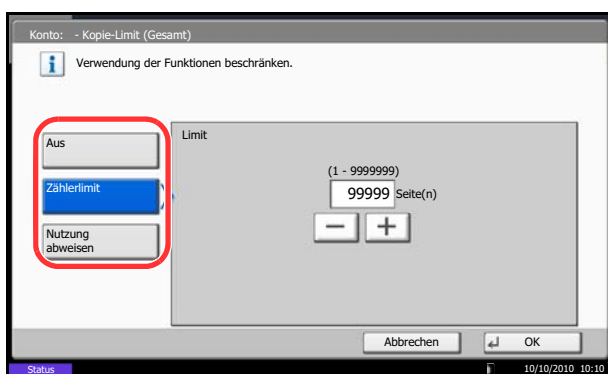 Konto: - Kopie-Limit (Gesamt)
Verwendung der Funktionen beschränken.
Aus
Zählerlimit
Nutzung
abweisen
Limit
(1 - 9999999)
99999 Seite(n)
Abbrechen
OK
Status
10/10/2010 10:10